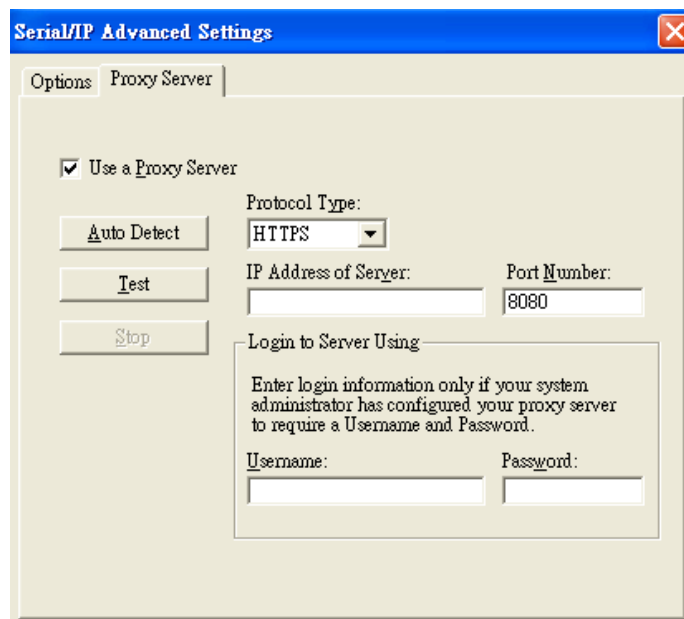 Serial/IP Advanced Settings
Options
Proxy Server
Use a Proxy Server
Auto Detect
Test
Stop
Protocol Type:
HTTPS
IP Address of Server:
Port Number:
8080
Login to Server Using
Enter login information only if your system
administrator has configured your proxy server
to require a Username and Password.
Username:
Password: